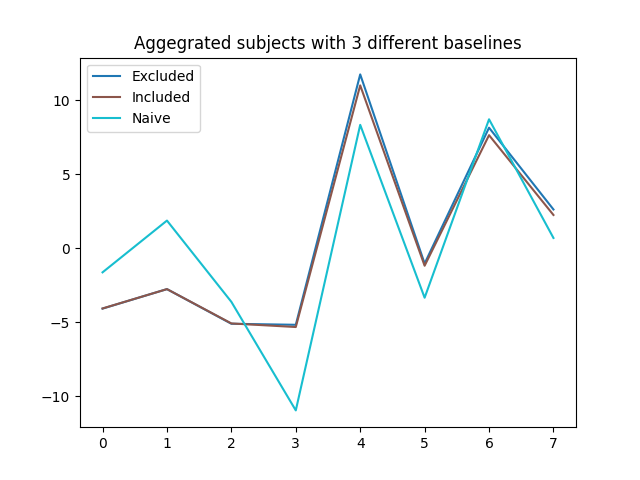 Aggegrated subjects with 3 different baselines
Excluded
Included
Naive
10
5
0
−5
−10
0 1 2 3 4 5 6 7